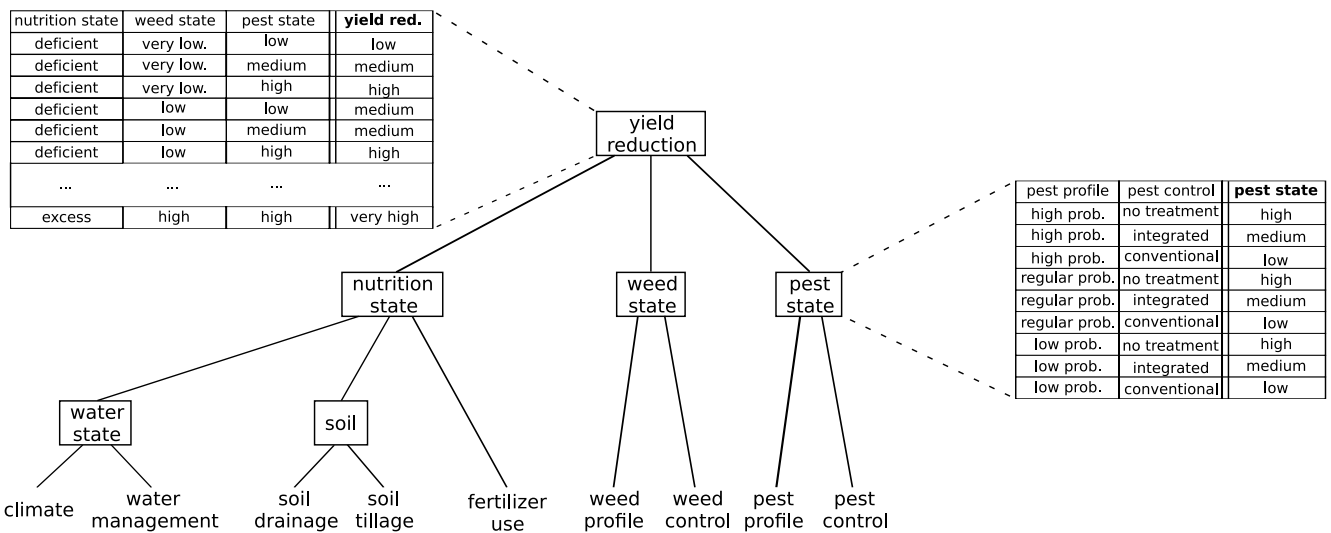 nutrition state weed state pest state yield red.
deficient very low. low low
deficient very low. medium medium
deficient very low. high high
deficient low low medium
deficient low medium medium
deficient low high high
... ... ... ...
excess high high very high
yield
reduction
pest profile pest control pest state
high prob. no treatment high
high prob. integrated medium
high prob. conventional low
regular prob. no treatment high
regular prob. integrated medium
regular prob. conventional low
low prob. no treatment high
low prob. integrated medium
low prob. conventional low
nutrition
state
weed
state
pest
state
water
state
soil
climate
water
management
soil
drainage
soil
tillage
fertilizer
use
weed
profile
weed
control
pest
profile
pest
control